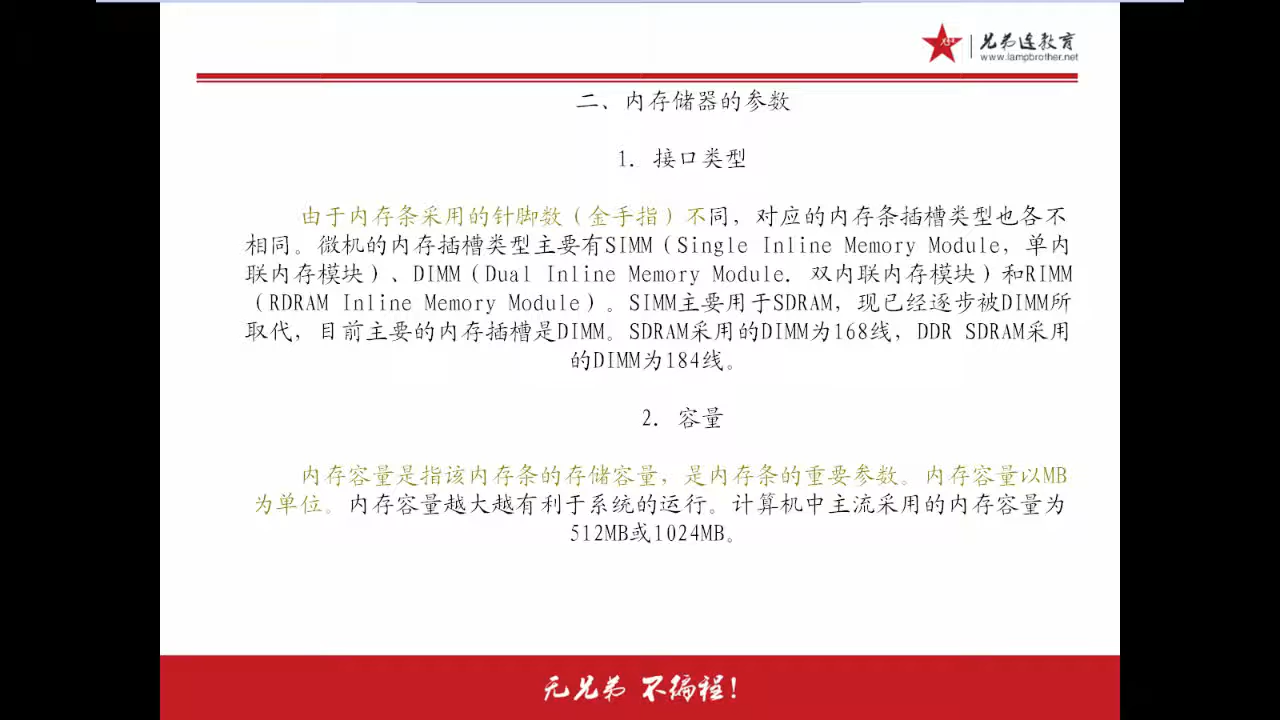 兄弟连教育
www.lampbrother.net
二、内存储器的参数
1. 接口类型
由于内存条采用的针脚数（金手指）不同，对应的内存条插槽类型也各不
相同。微机的内存插槽类型主要有SIMM（Single Inline Memory Module，单内
联内存模块）、DIMM（Dual Inline Memory Module. 双内联内存模块）和RIMM
（RDRAM Inline Memory Module）。SIMM主要用于SDRAM，现已经逐步被DIMM所
取代，目前主要的内存插槽是DIMM。SDRAM采用的DIMM为168线，DDR SDRAM采用
的DIMM为184线。
2. 容量
内存容量是指该内存条的存储容量，是内存条的重要参数。内存容量以MB
为单位。内存容量越大越有利于系统的运行。计算机中主流采用的内存容量为
512MB或1024MB。
无兄弟 不编程！